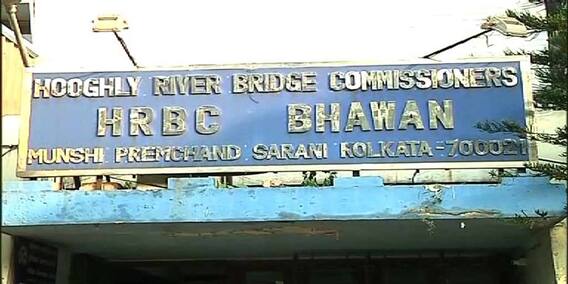 HOOGHLY RIVER BRIDGE COMMISSIONERS
HRBC BHAWAN
MUNSHI PREMCHAND SARANI KOLKATA-700021